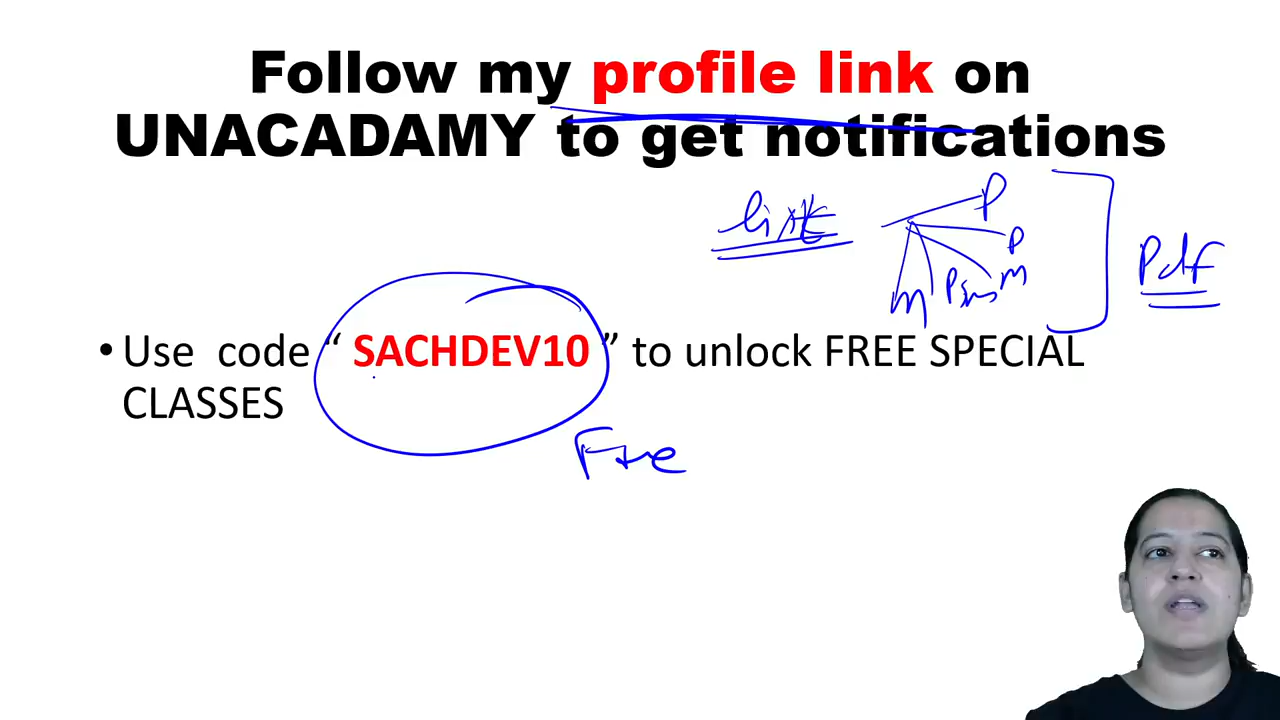 Follow my profile link on
UNACADAMY to get notifications
link
P
P
m
m
Pdf
• Use code “ SACHDEV10 ” to unlock FREE SPECIAL
CLASSES
Free